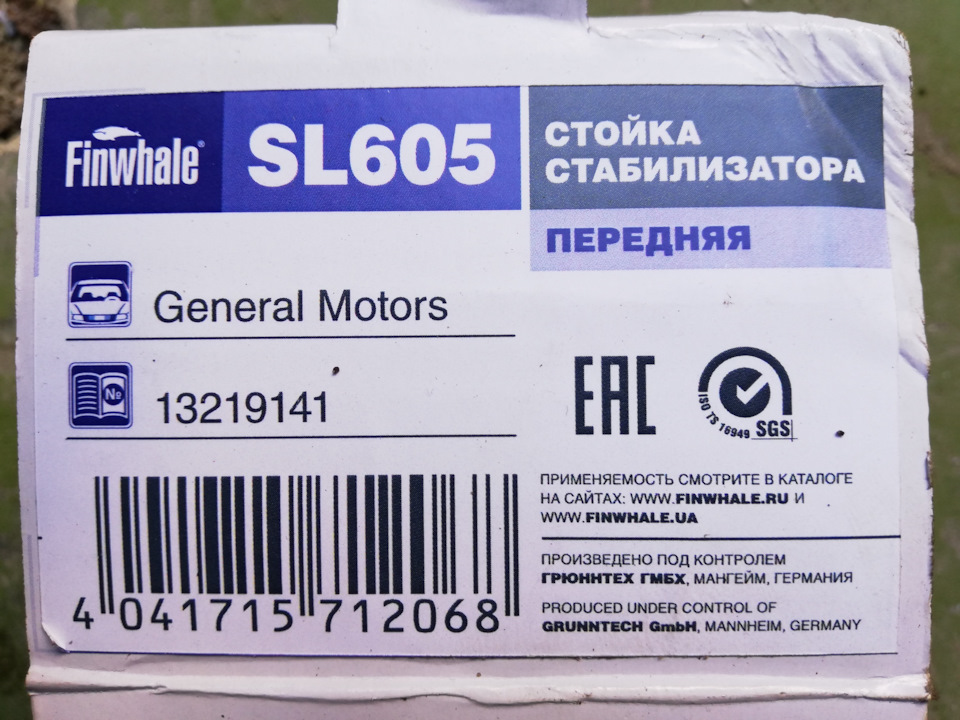 Finwhale®
SL605
СТОЙКА
СТАБИЛИЗАТОРА
ПЕРЕДНЯЯ
General Motors
№
13219141
EAC
ISO TS 16949 SGS
4 041715 712068
ПРИМЕНЯЕМОСТЬ СМОТРИТЕ В КАТАЛОГЕ
НА САЙТАХ: WWW.FINWHALE.RU И
WWW.FINWHALE.UA
ПРОИЗВЕДЕНО ПОД КОНТРОЛЕМ
ГРЮННТЕХ ГМБХ, МАНГЕЙМ, ГЕРМАНИЯ
PRODUCED UNDER CONTROL OF
GRUNNTECH GmbH, MANNHEIM, GERMANY